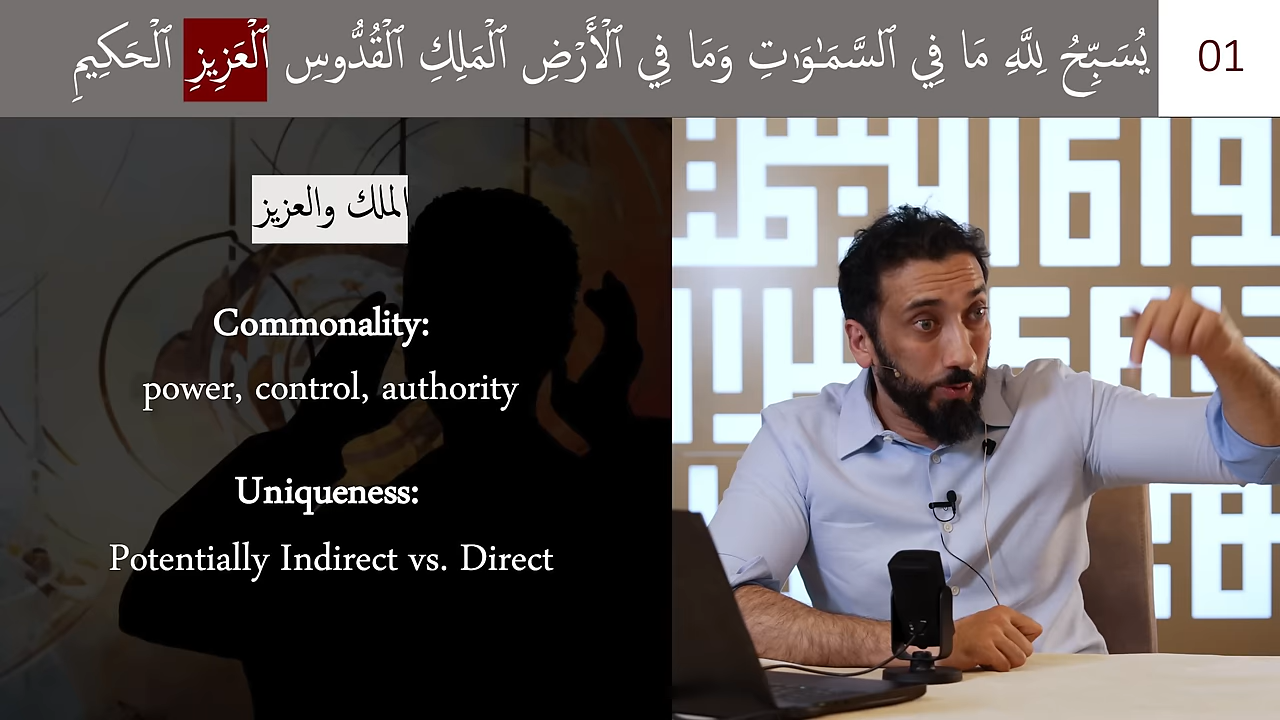 يُسَبِّحُ لِلَّهِ مَا فِي ٱلسَّمَـٰوَٰتِ وَمَا فِي ٱلْأَرْضِ ٱلْمَلِكِ ٱلْقُدُّوسِ ٱلْعَزِيزِ ٱلْحَكِيمِ
01
الملك والعزيز
Commonality:
power, control, authority
Uniqueness:
Potentially Indirect vs. Direct